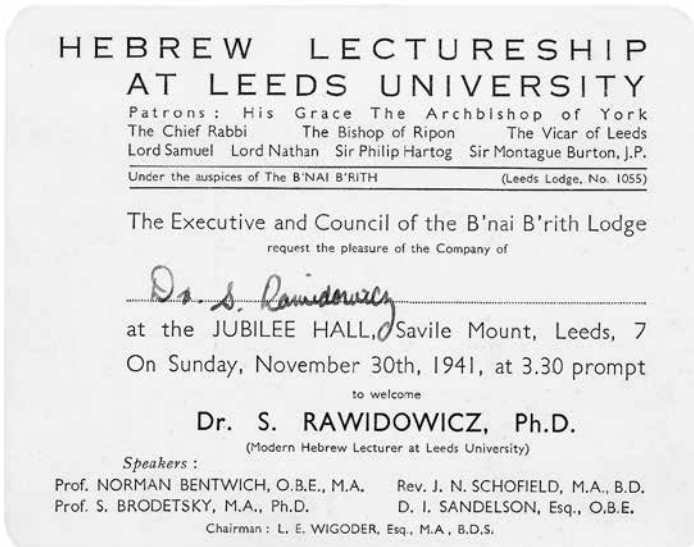 HEBREW LECTURESHIP
AT LEEDS UNIVERSITY
Patrons : His Grace The Archbishop of York
The Chief Rabbi The Bishop of Ripon The Vicar of Leeds
Lord Samuel Lord Nathan Sir Philip Hartog Sir Montague Burton, J.P.
Under the auspices of The B'NAI B'RITH (Leeds Lodge, No. 1055)
The Executive and Council of the B'nai B'rith Lodge
request the pleasure of the Company of
Dr. S. Rawidowicz
at the JUBILEE HALL, Savile Mount, Leeds, 7
On Sunday, November 30th, 1941, at 3.30 prompt
to welcome
Dr. S. RAWIDOWICZ, Ph.D.
(Modern Hebrew Lecturer at Leeds University)
Speakers :
Prof. NORMAN BENTWICH, O.B.E., M.A. Rev. J. N. SCHOFIELD, M.A., B.D.
Prof. S. BRODETSKY, M.A., Ph.D. D. I. SANDELSON, Esq., O.B.E.
Chairman : L. E. WIGODER, Esq., M.A , B.D.S.